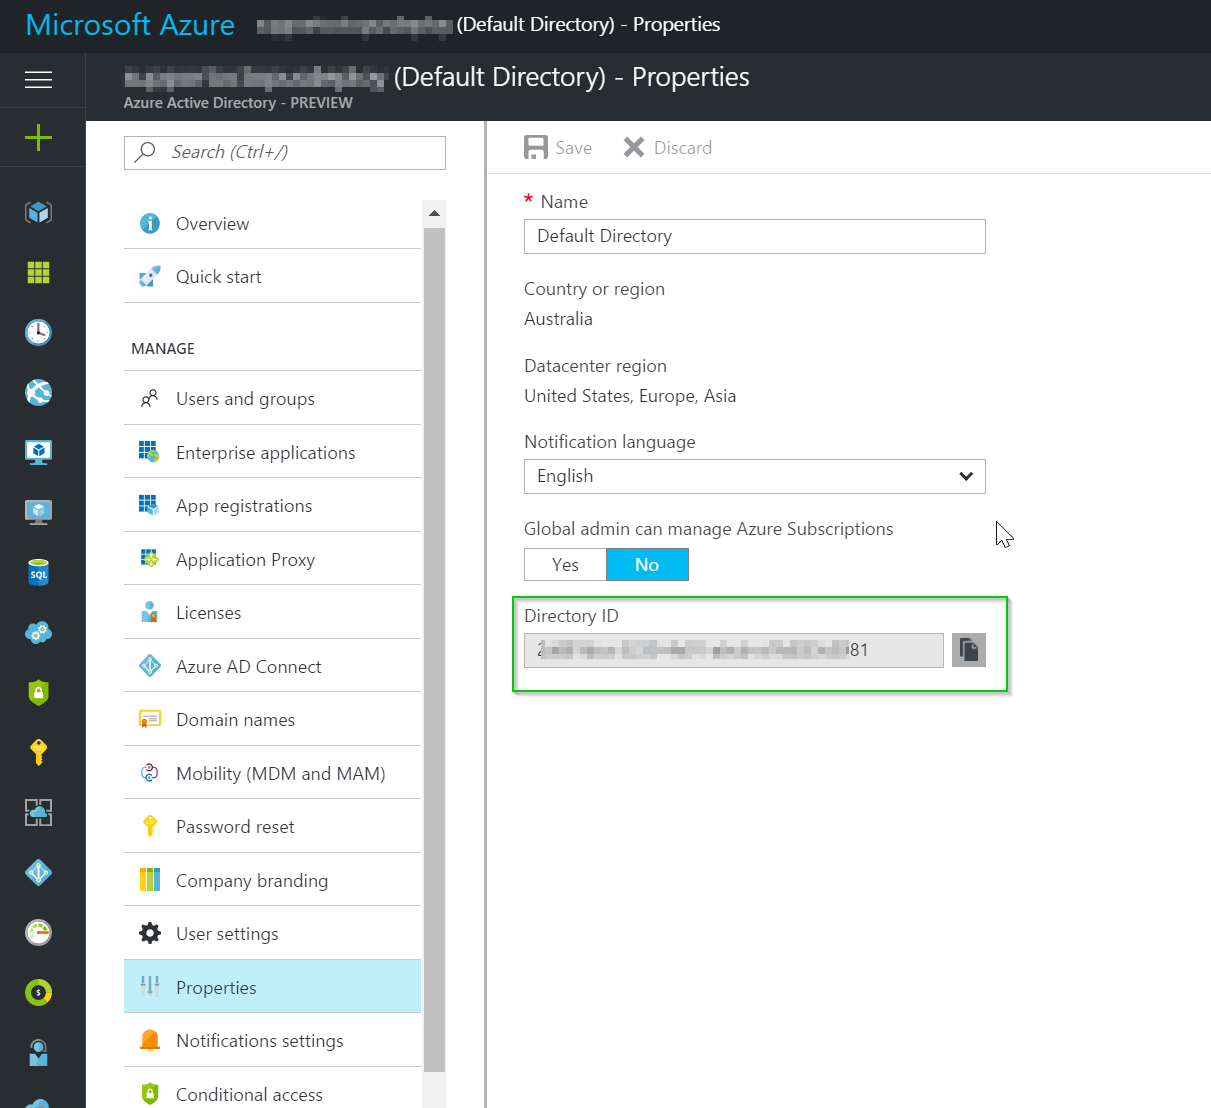 Microsoft Azure
(Default Directory) - Properties
(Default Directory) - Properties
Azure Active Directory - PREVIEW
Search (Ctrl+/)
Overview
Quick start
MANAGE
Users and groups
Enterprise applications
App registrations
Application Proxy
Licenses
Azure AD Connect
Domain names
Mobility (MDM and MAM)
Password reset
Company branding
User settings
Properties
Notifications settings
Conditional access
Save
Discard
* Name
Default Directory
Country or region
Australia
Datacenter region
United States, Europe, Asia
Notification language
English
Global admin can manage Azure Subscriptions
Yes
No
Directory ID
81
SQL
$